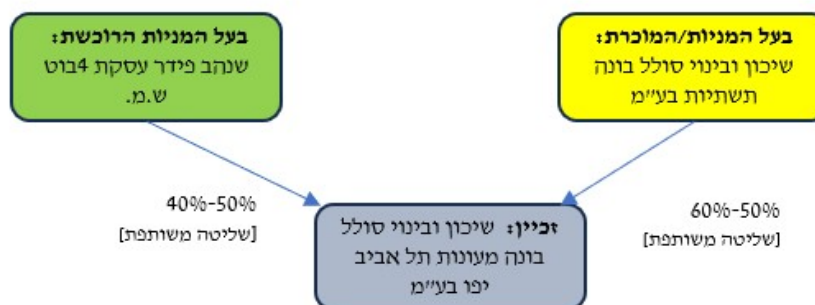 בעל המניות/המוכרת:
שיכון ובינוי סולל בונה
תשתיות בע"מ
בעל המניות הרוכשת:
שנהב פידר עסקת 4בוט
ש.מ.
60%-50%
[שליטה משותפת]
40%-50%
[שליטה משותפת]
זכיין: שיכון ובינוי סולל
בונה מעונות תל אביב
יפו בע"מ